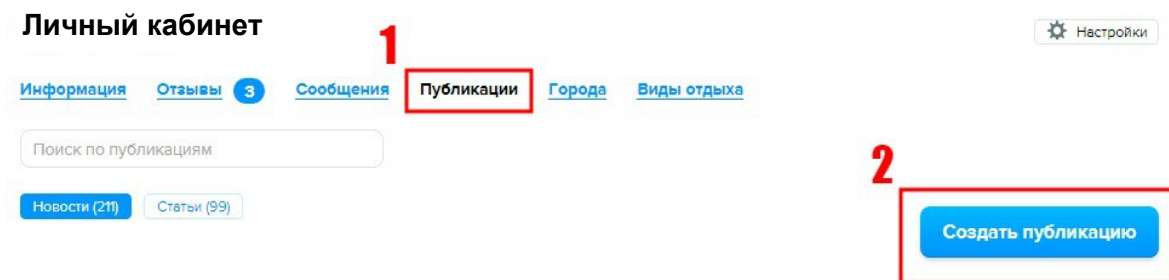 Личный кабинет
1
Настройки
Информация Отзывы 3 Сообщения Публикации Города Виды отдыха
Поиск по публикациям
2
Новости (211) Статьи (99)
Создать публикацию